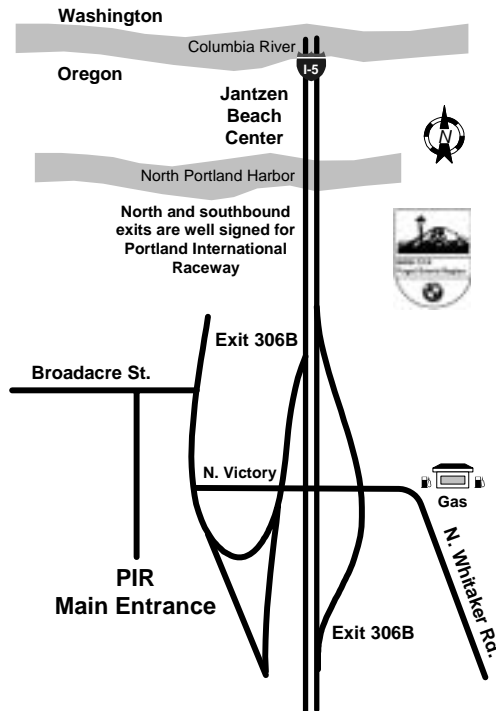 Washington
Columbia River
Oregon
I-5
Jantzen
Beach
Center
N
North Portland Harbor
North and southbound
exits are well signed for
Portland International
Raceway
Exit 306B
Broadacre St.
N. Victory
Gas
N. Whitaker Rd.
PIR
Main Entrance
Exit 306B